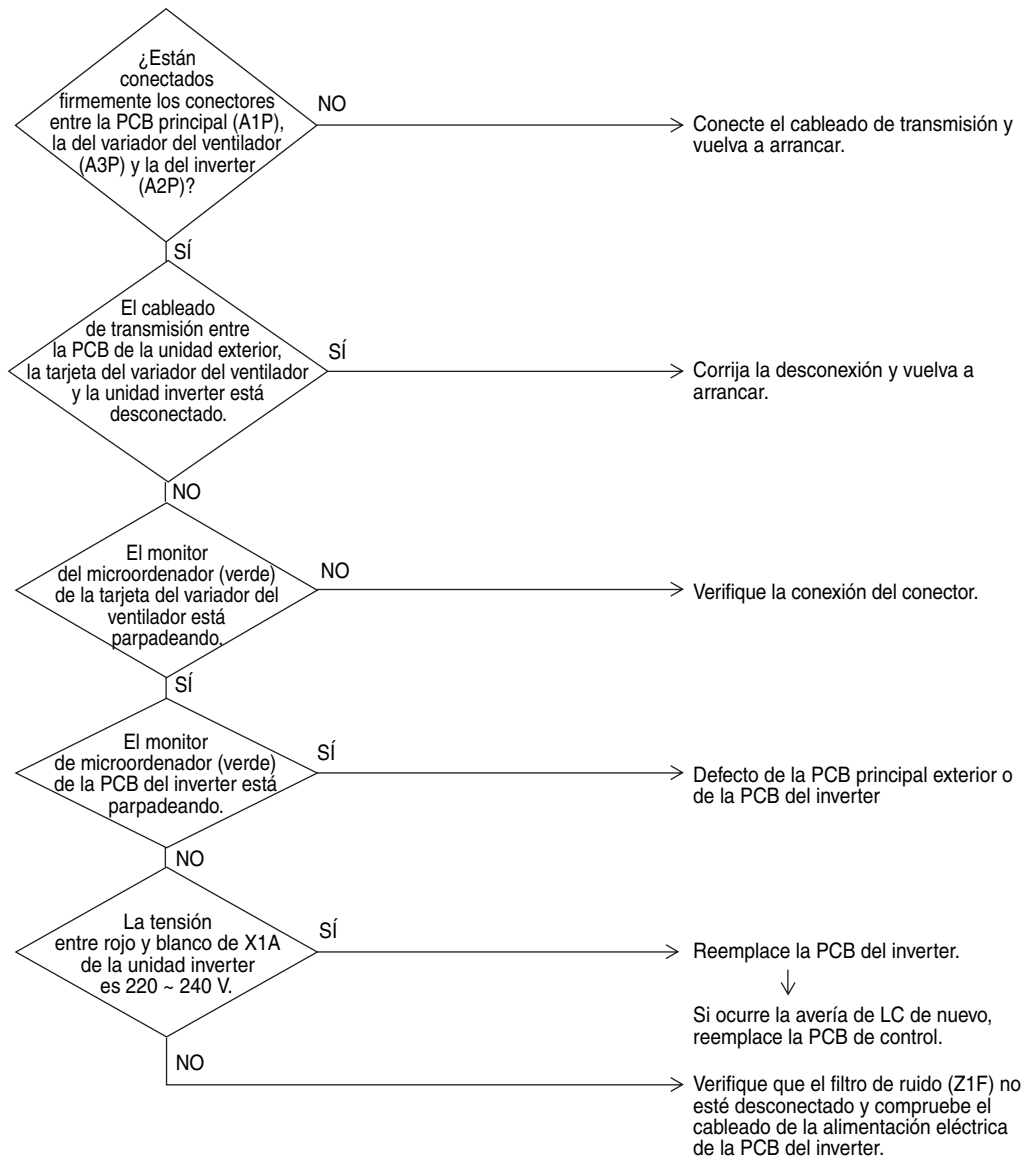 ¿Están
conectados
firmemente los conectores
entre la PCB principal (A1P),
la del variador del ventilador
(A3P) y la del inverter
(A2P)?
NO
Conecte el cableado de transmisión y
vuelva a arrancar.
SÍ
El cableado
de transmisión entre
la PCB de la unidad exterior,
la tarjeta del variador del ventilador
y la unidad inverter está
desconectado.
SÍ
Corrija la desconexión y vuelva a
arrancar.
NO
El monitor
del microordenador (verde)
de la tarjeta del variador del
ventilador está
parpadeando.
NO
Verifique la conexión del conector.
SÍ
El monitor
de microordenador (verde)
de la PCB del inverter está
parpadeando.
SÍ
Defecto de la PCB principal exterior o
de la PCB del inverter
NO
La tensión
entre rojo y blanco de X1A
de la unidad inverter
es 220 ~ 240 V.
SÍ
Reemplace la PCB del inverter.
Si ocurre la avería de LC de nuevo,
reemplace la PCB de control.
NO
Verifique que el filtro de ruido (Z1F) no
esté desconectado y compruebe el
cableado de la alimentación eléctrica
de la PCB del inverter.